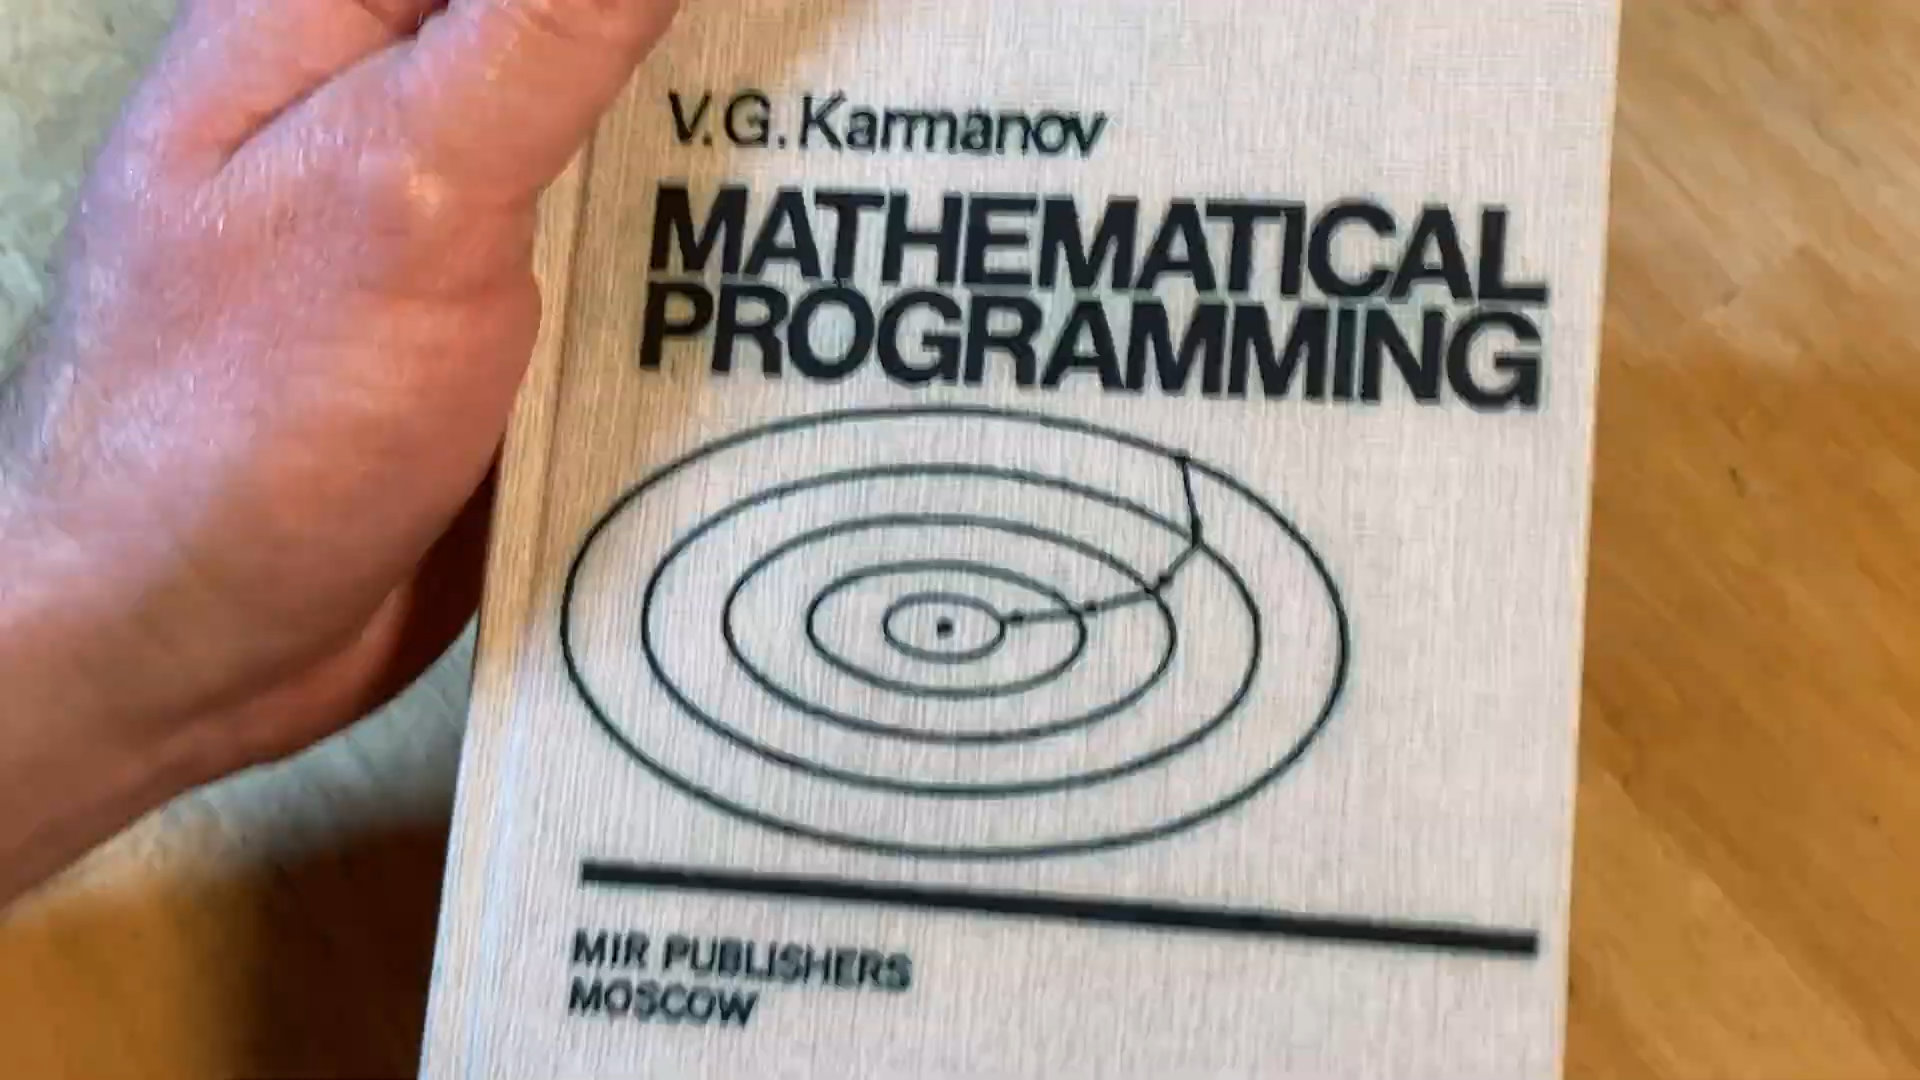 V.G. Karmanov
MATHEMATICAL
PROGRAMMING
MIR PUBLISHERS
MOSCOW